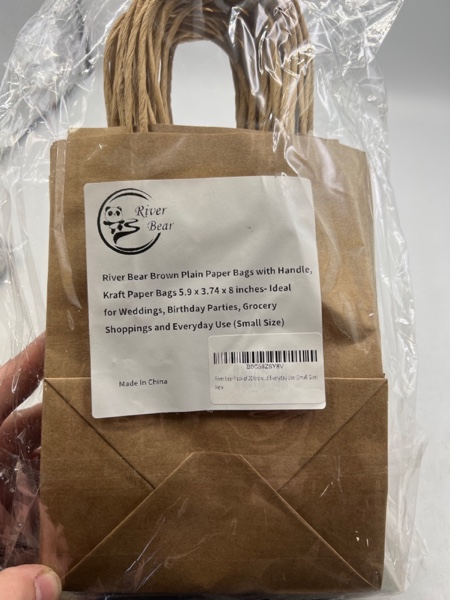 River
Bear
River Bear Brown Plain Paper Bags with Handle,
Kraft Paper Bags 5.9 x 3.74 x 8 inches- Ideal
for Weddings, Birthday Parties, Grocery
Shoppings and Everyday Use (Small Size)
Made In China
New